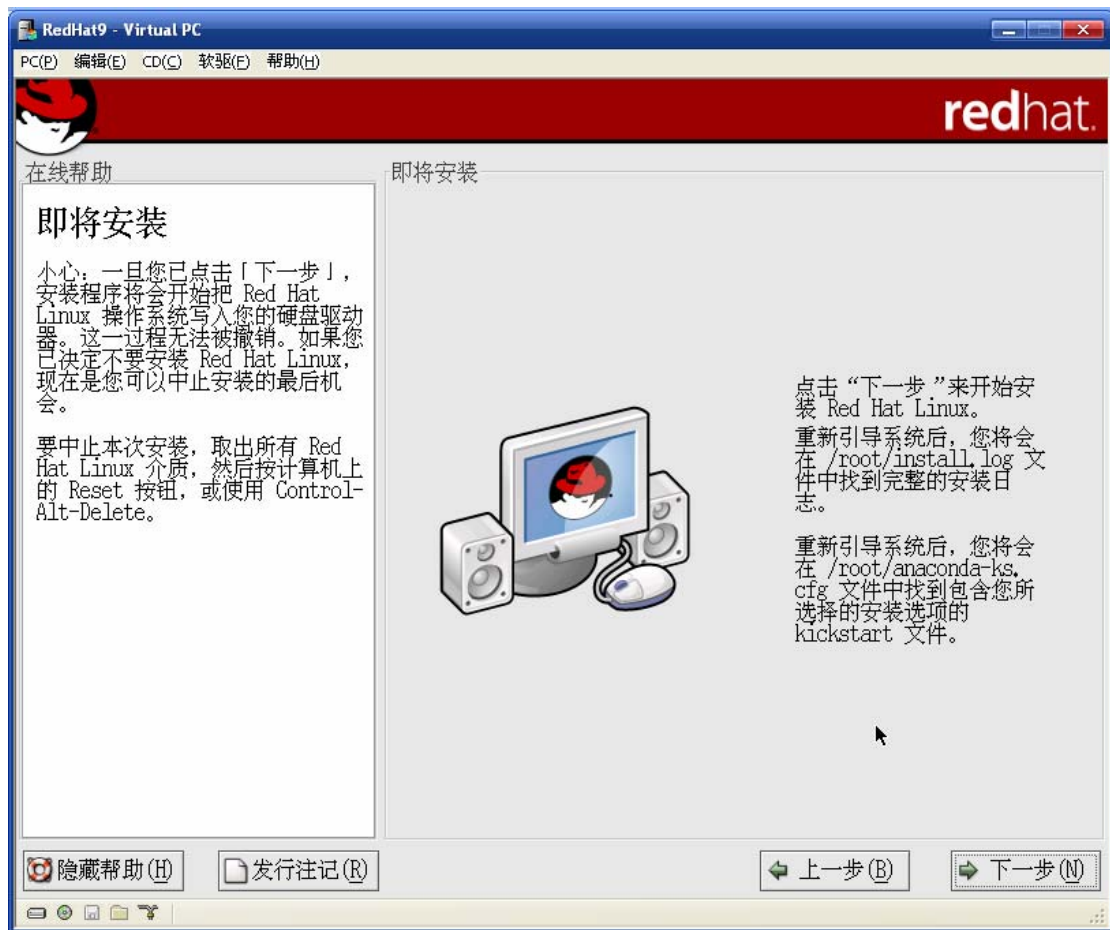 RedHat9 - Virtual PC
PC(P) 编辑(E) CD(C) 软驱(F) 帮助(H)
redhat.
在线帮助
即将安装
小心: 一旦您已点击「下一步」,
安装程序将会开始把 Red Hat
Linux 操作系统写入您的硬盘驱动
器。这一过程无法被撤销。如果您
已决定不要安装 Red Hat Linux,
现在是您可以中止安装的最后机
会。
要中止本次安装, 取出所有 Red
Hat Linux 介质, 然后按计算机上
的 Reset 按钮, 或使用 Control-
Alt-Delete。
即将安装
点击“下一步”来开始安
装 Red Hat Linux。
重新引导系统后, 您将会
在 /root/install.log 文
件中找到完整的安装日
志。
重新引导系统后, 您将会
在 /root/anaconda-ks.
cfg 文件中找到包含您所
选择的安装选项的
kickstart 文件。
隐藏帮助(H)
发行注记(R)
上一步(B)
下一步(N)